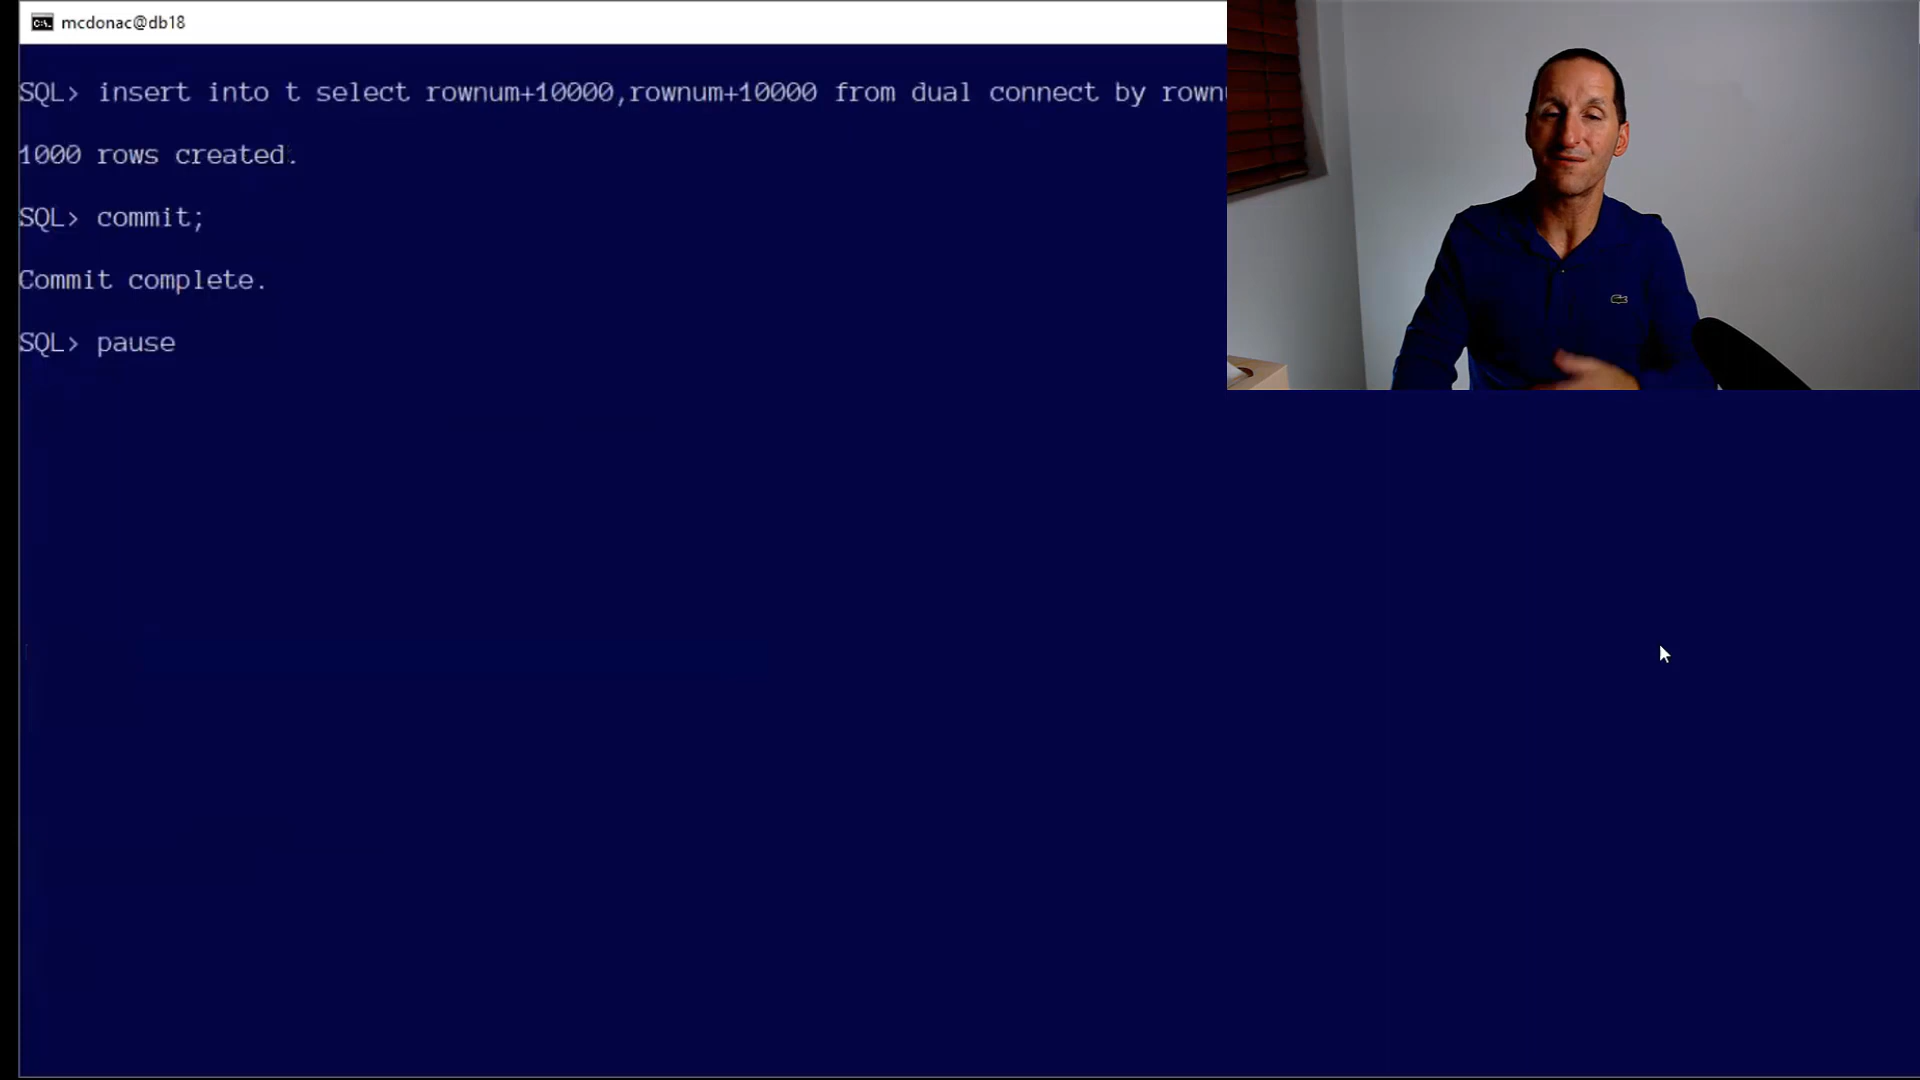 mcdonac@db18
SQL> insert into t select rownum+10000,rownum+10000 from dual connect by
1000 rows created.
SQL> commit;
Commit complete.
SQL> pause